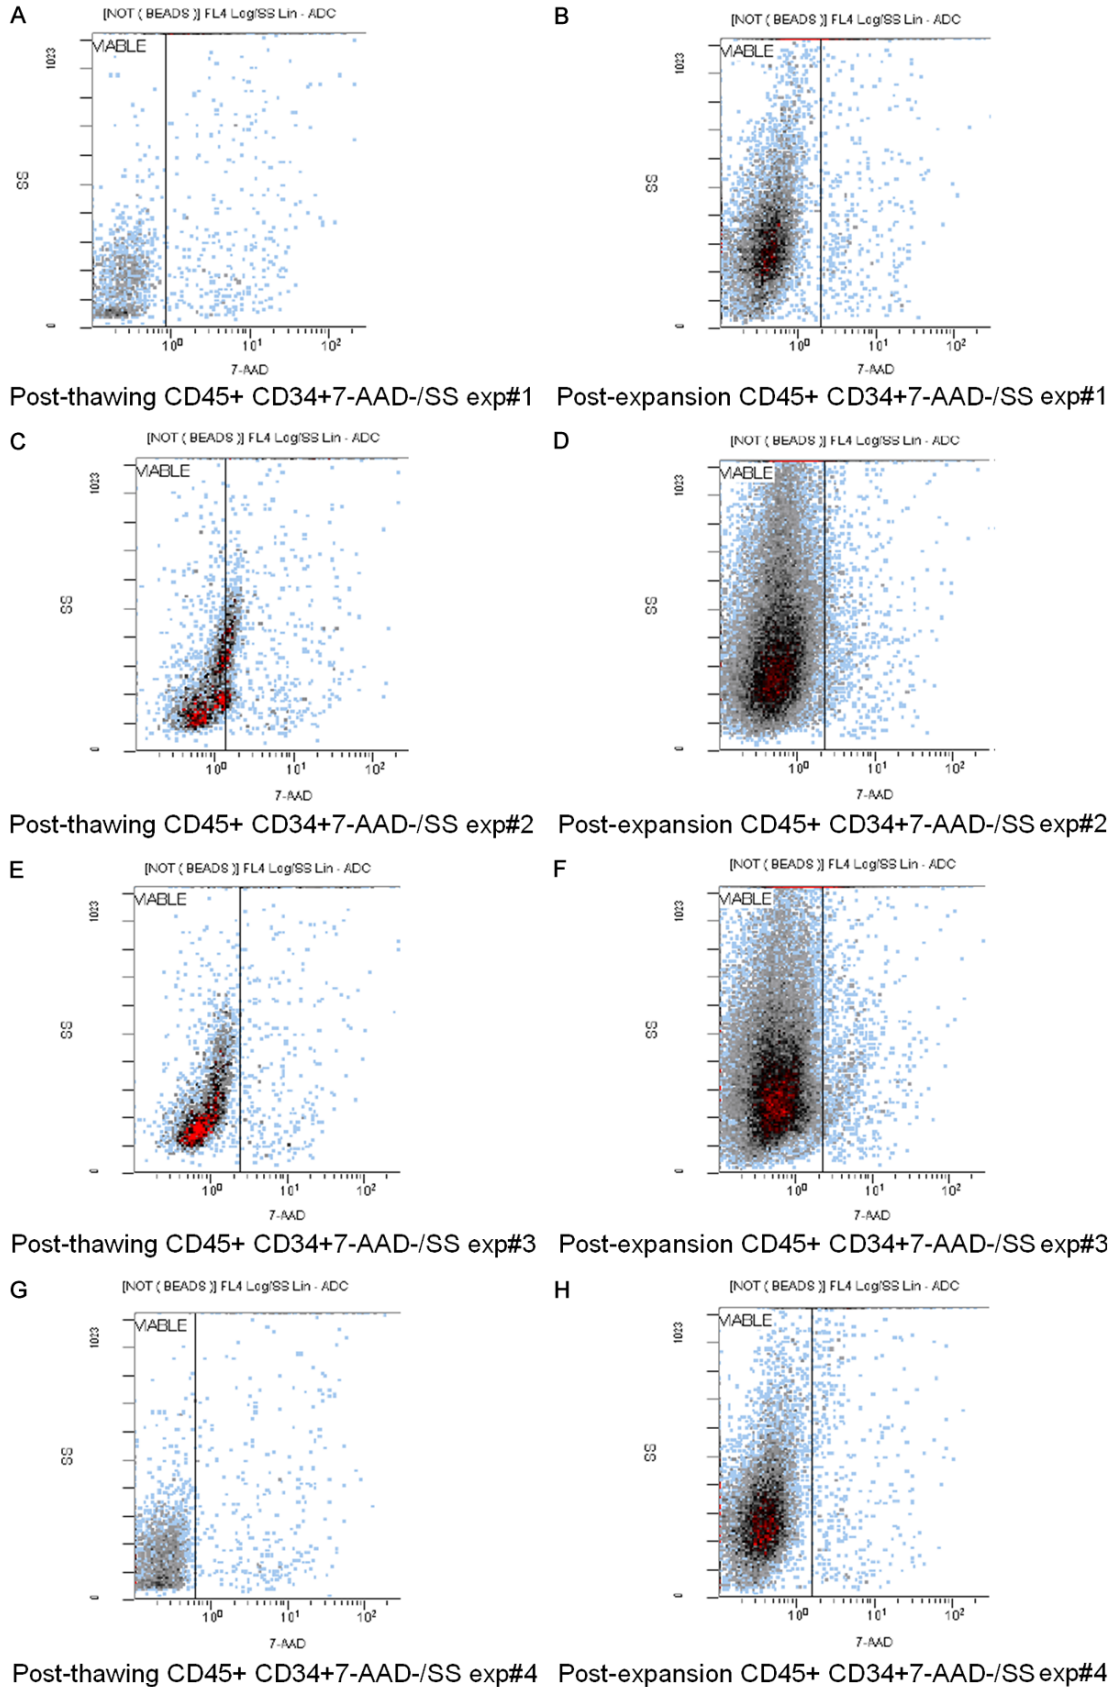 A
[NOT ( BEADS )] FL4 Log/SS Lin - ADC
VIABLE
1023
SS
0
10⁰ 10¹ 10²
7-AAD
Post-thawing CD45+ CD34+7-AAD-/SS exp#1
B
[NOT ( BEADS )] FL4 Log/SS Lin - ADC
VIABLE
1023
SS
0
10⁰ 10¹ 10²
7-AAD
Post-expansion CD45+ CD34+7-AAD-/SS exp#1
C
[NOT ( BEADS )] FL4 Log/SS Lin - ADC
VIABLE
1023
SS
0
10⁰ 10¹ 10²
7-AAD
Post-thawing CD45+ CD34+7-AAD-/SS exp#2
D
[NOT ( BEADS )] FL4 Log/SS Lin - ADC
VIABLE
1023
SS
0
10⁰ 10¹ 10²
7-AAD
Post-expansion CD45+ CD34+7-AAD-/SS exp#2
E
[NOT ( BEADS )] FL4 Log/SS Lin - ADC
VIABLE
1023
SS
0
10⁰ 10¹ 10²
7-AAD
Post-thawing CD45+ CD34+7-AAD-/SS exp#3
F
[NOT ( BEADS )] FL4 Log/SS Lin - ADC
VIABLE
1023
SS
0
10⁰ 10¹ 10²
7-AAD
Post-expansion CD45+ CD34+7-AAD-/SS exp#3
G
[NOT ( BEADS )] FL4 Log/SS Lin - ADC
VIABLE
1023
SS
0
10⁰ 10¹ 10²
7-AAD
Post-thawing CD45+ CD34+7-AAD-/SS exp#4
H
[NOT ( BEADS )] FL4 Log/SS Lin - ADC
VIABLE
1023
SS
0
10⁰ 10¹ 10²
7-AAD
Post-expansion CD45+ CD34+7-AAD-/SS exp#4